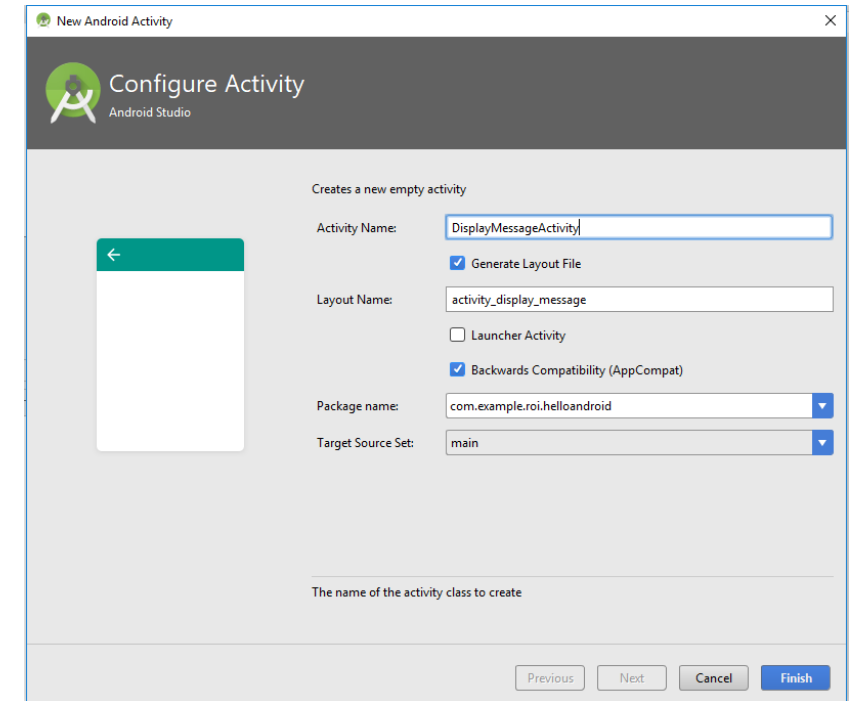 New Android Activity
Configure Activity
Android Studio
Creates a new empty activity
Activity Name: DisplayMessageActivity
Generate Layout File
Layout Name: activity_display_message
Launcher Activity
Backwards Compatibility (AppCompat)
Package name: com.example.roi.helloandroid
Target Source Set: main
The name of the activity class to create
Previous Next Cancel Finish